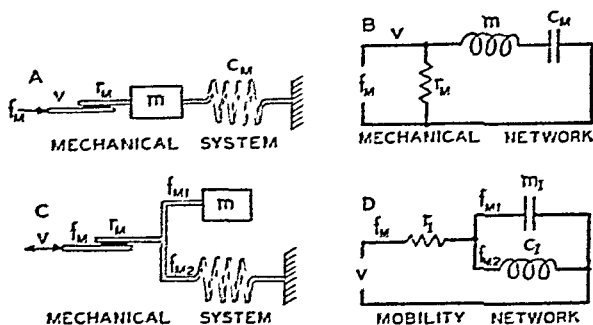 A
f_M v r_M m C_M
MECHANICAL SYSTEM
B
v m C_M
f_M r_M
MECHANICAL NETWORK
C
v f_M r_M f_M1 m
f_M2
MECHANICAL SYSTEM
D
f_M r_I f_M1 m_I
f_M2 C_I
v
MOBILITY NETWORK